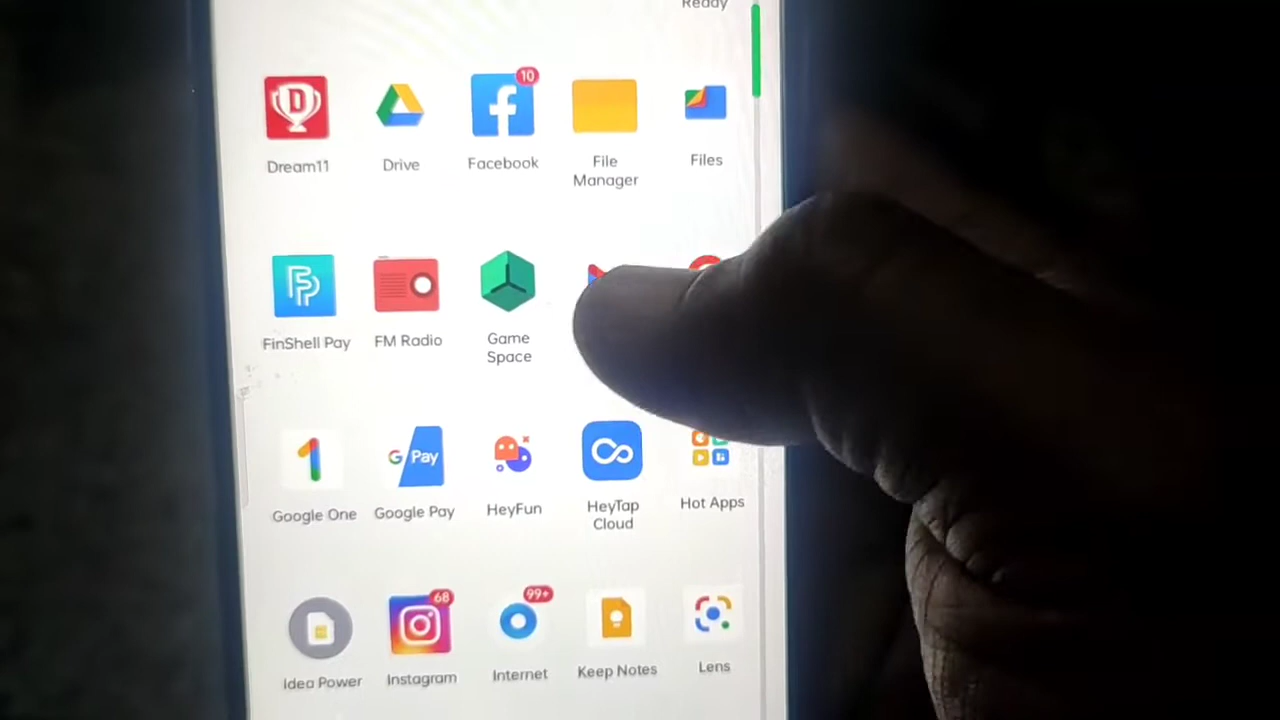 Ready
10
Dream11
Drive
Facebook
File
Manager
Files
FinShell Pay
FM Radio
Game
Space
G Pay
Google One
Google Pay
HeyFun
HeyTap
Cloud
Hot Apps
68
99+
Idea Power
Instagram
Internet
Keep Notes
Lens